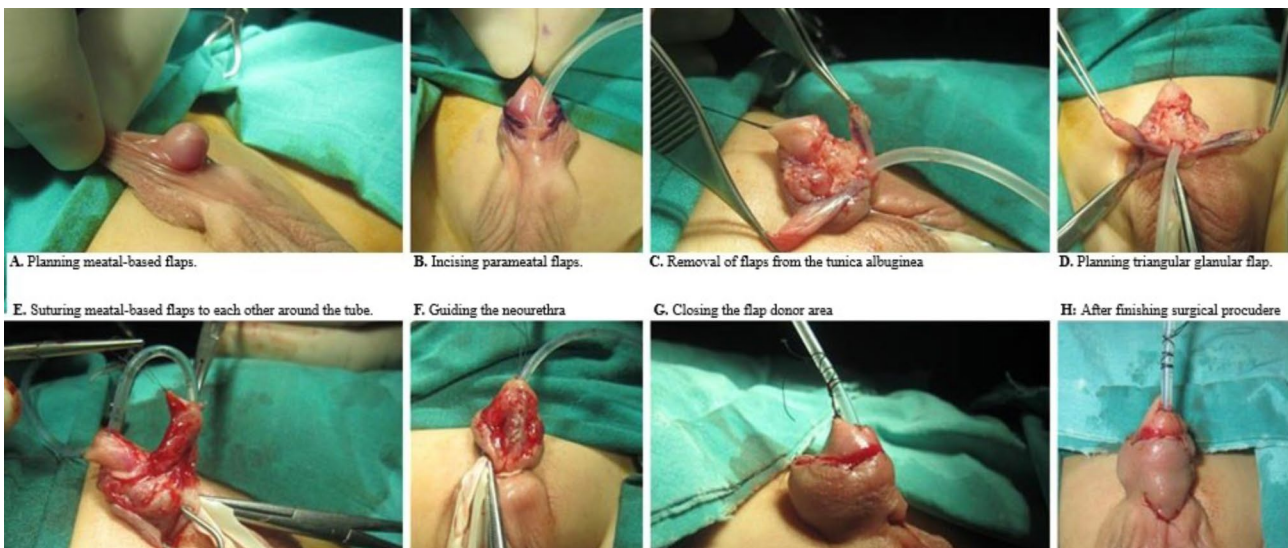 A. Planning meatal-based flaps.
B. Incising parameatal flaps.
C. Removal of flaps from the tunica albuginea
D. Planning triangular glanular flap.
E. Suturing meatal-based flaps to each other around the tube.
F. Guiding the neourethra
G. Closing the flap donor area
H: After finishing surgical procudere